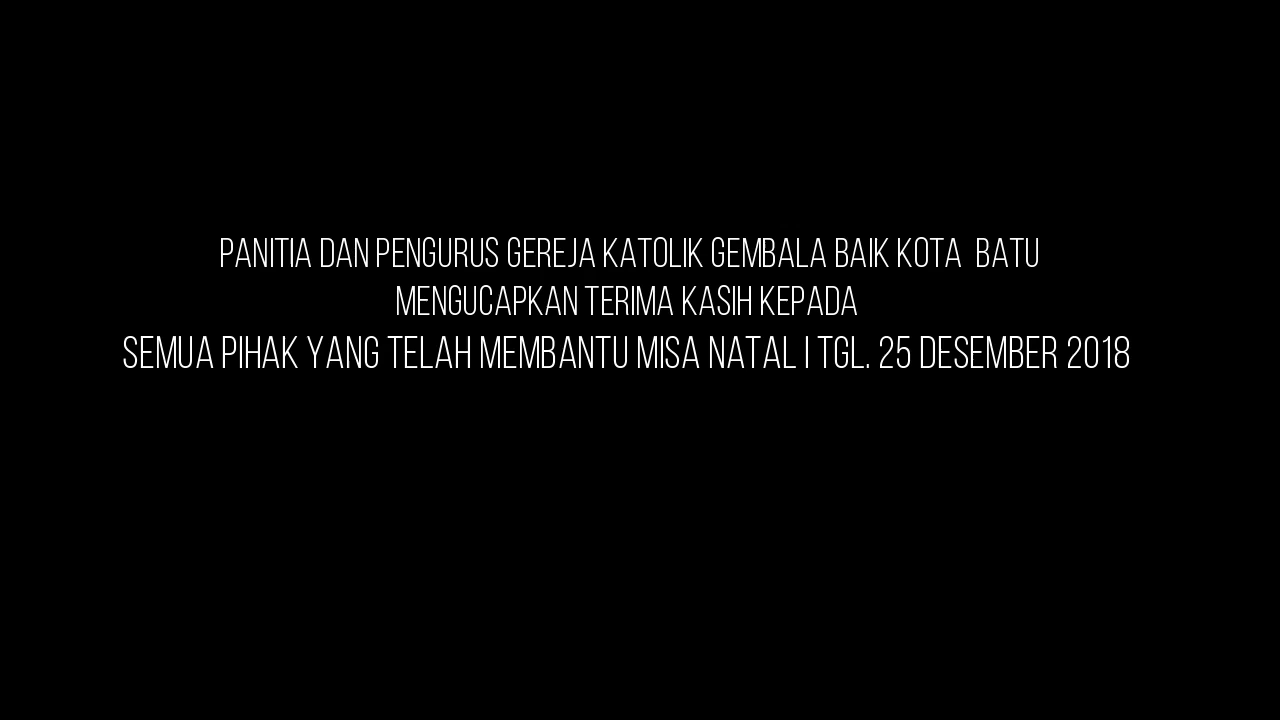 PANITIA DAN PENGURUS GEREJA KATOLIK GEMBALA BAIK KOTA  BATU
MENGUCAPKAN TERIMA KASIH KEPADA
SEMUA PIHAK YANG TELAH MEMBANTU MISA NATAL I TGL. 25 DESEMBER 2018